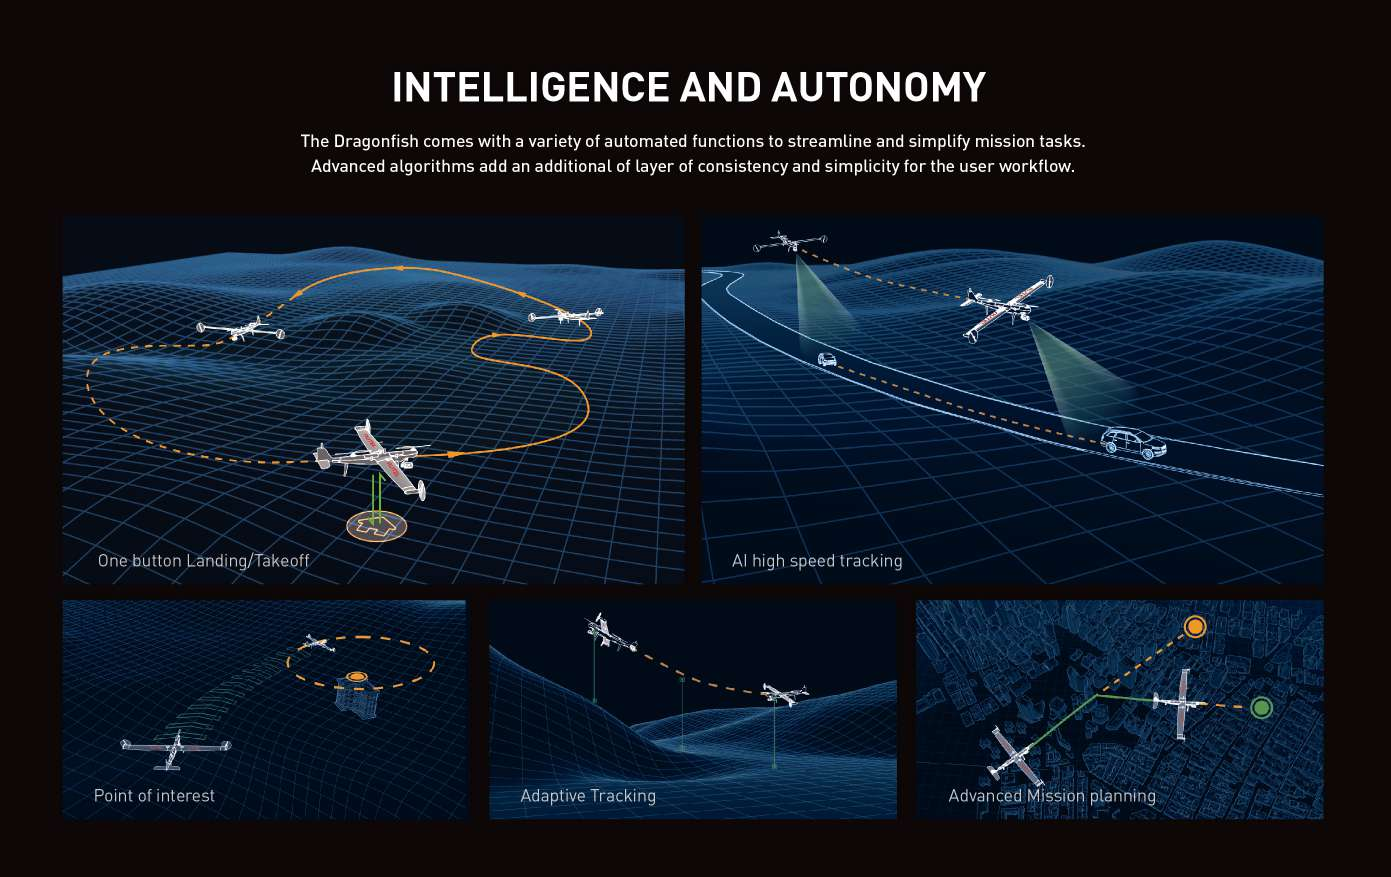 INTELLIGENCE AND AUTONOMY
The Dragonfish comes with a variety of automated functions to streamline and simplify mission tasks.
Advanced algorithms add an additional of layer of consistency and simplicity for the user workflow.
One button Landing/Takeoff
AI high speed tracking
Point of interest
Adaptive Tracking
Advanced Mission planning